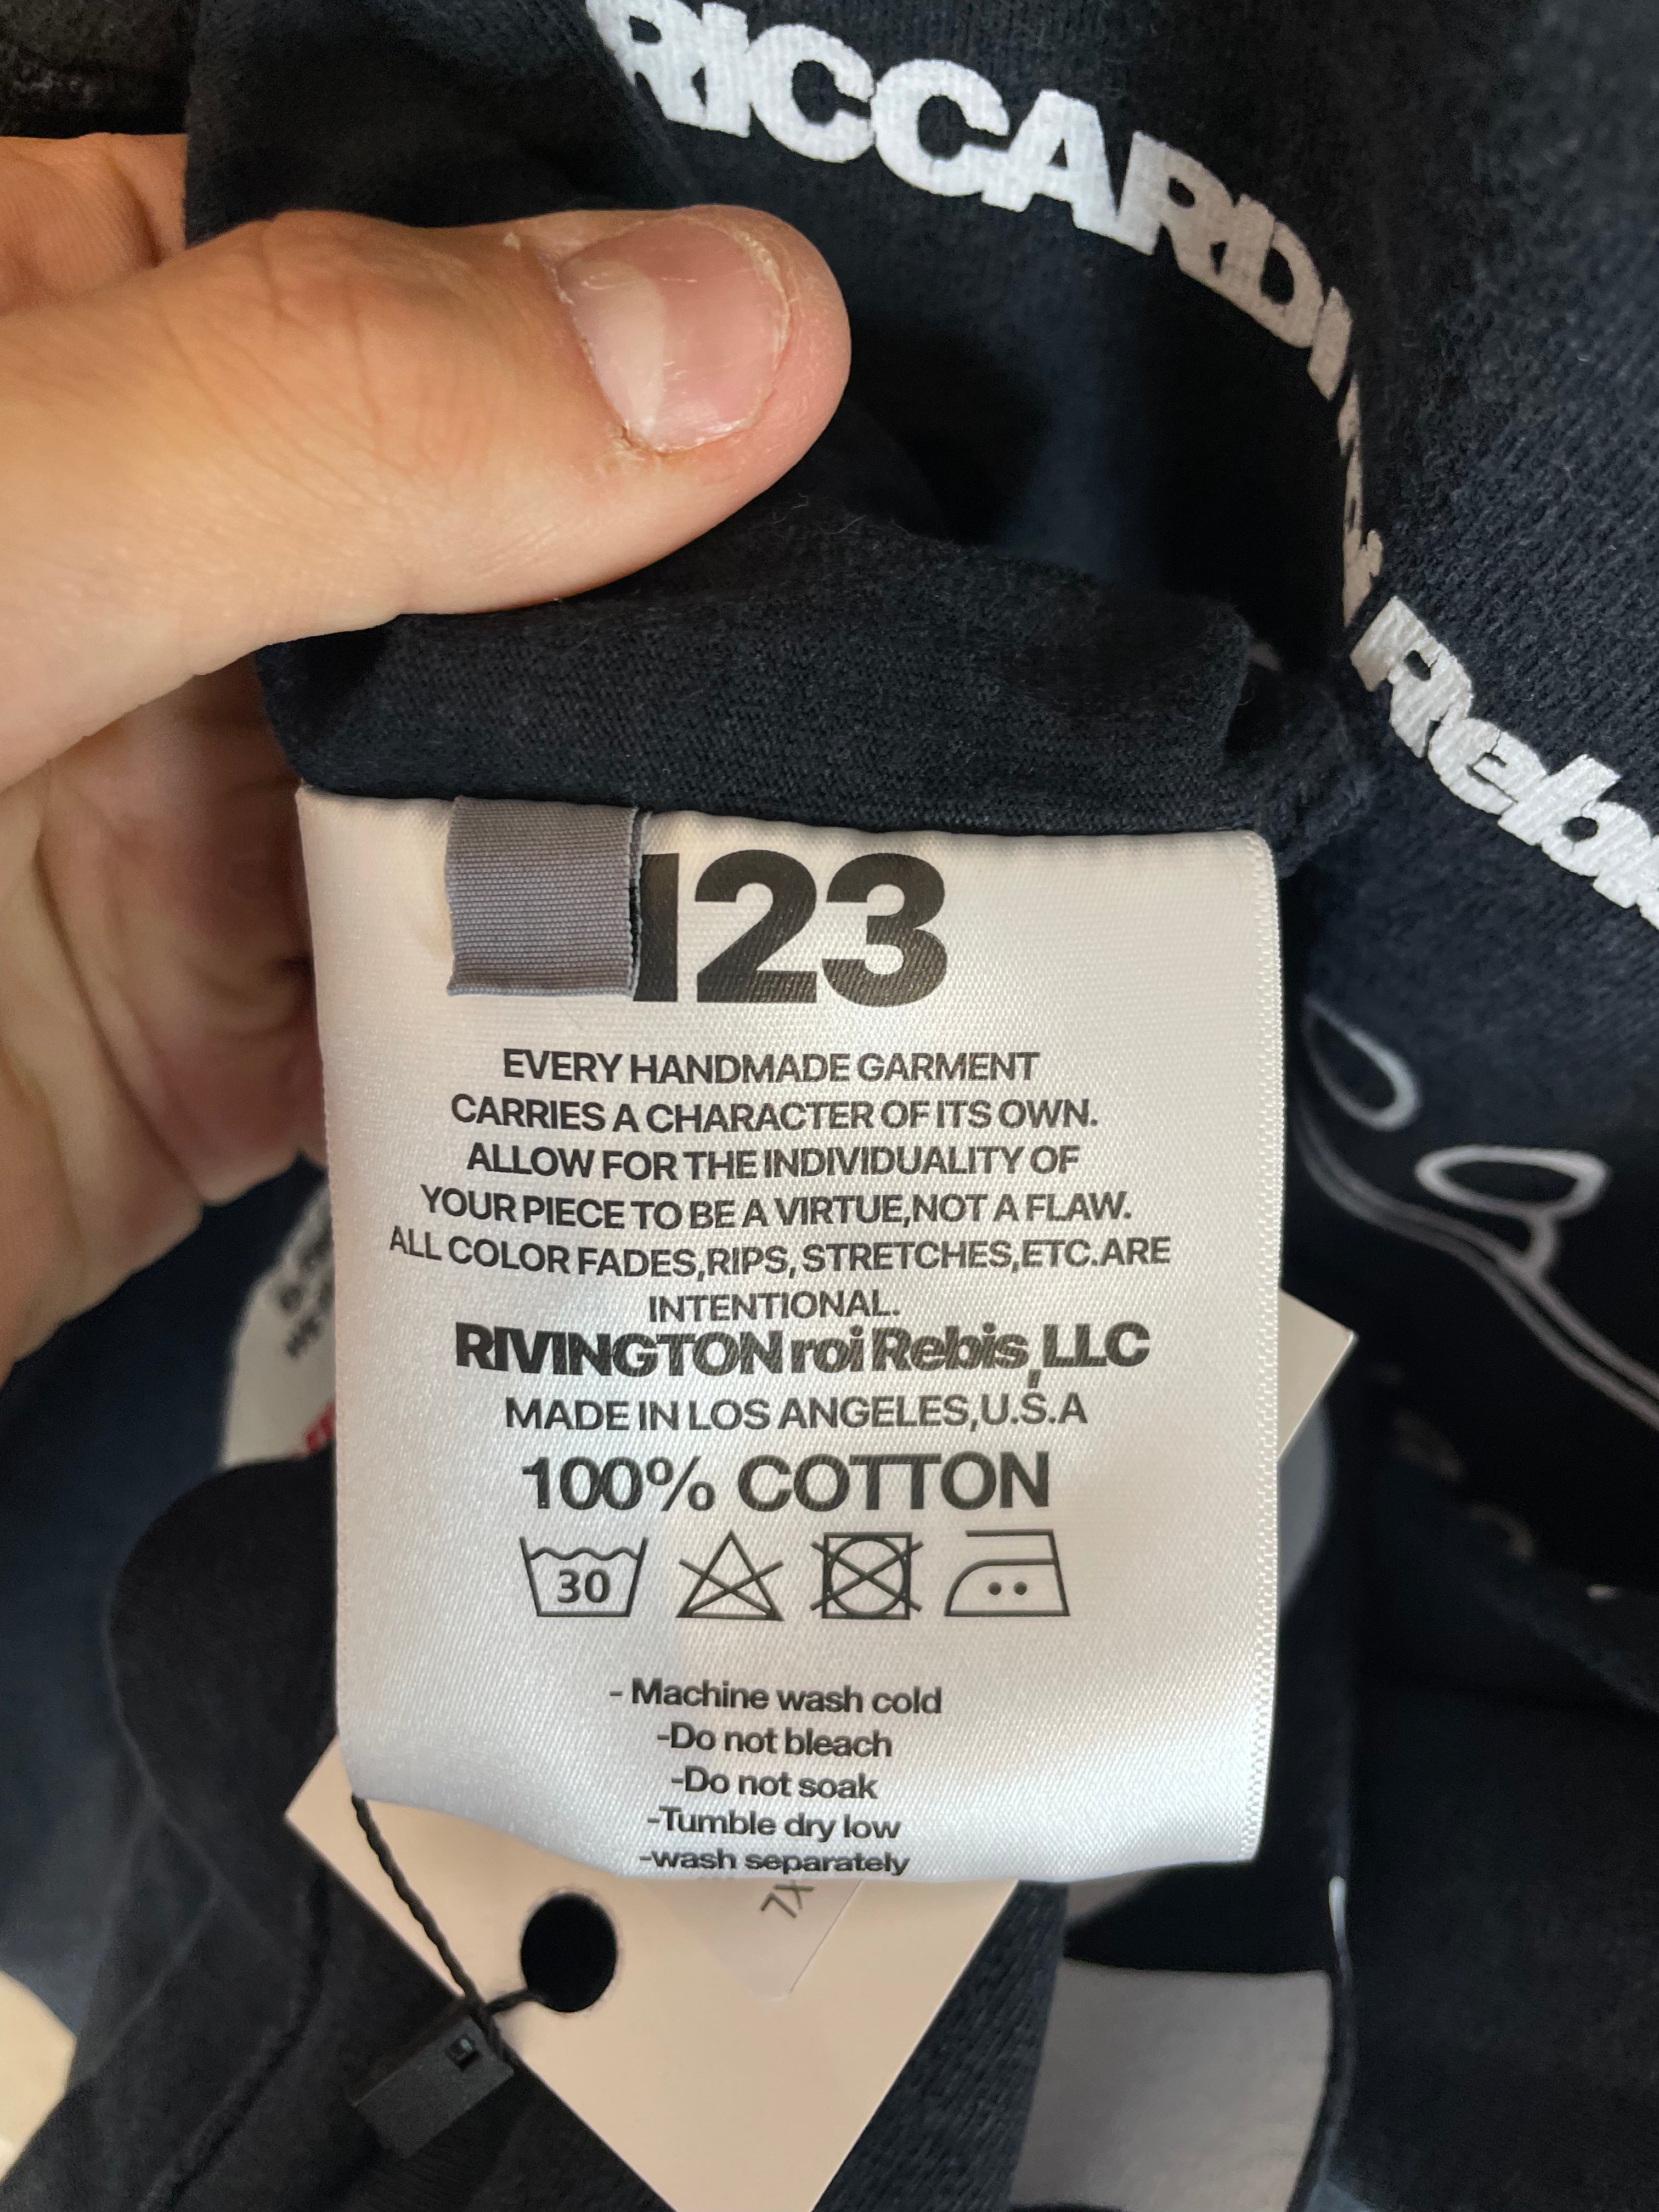 RICCARDI
Rebi
123
EVERY HANDMADE GARMENT
CARRIES A CHARACTER OF ITS OWN.
ALLOW FOR THE INDIVIDUALITY OF
YOUR PIECE TO BE A VIRTUE,NOT A FLAW.
ALL COLOR FADES,RIPS, STRETCHES,ETC.ARE
INTENTIONAL.
RIVINGTON roi Rebis, LLC
MADE IN LOS ANGELES,U.S.A
100% COTTON
30
- Machine wash cold
-Do not bleach
-Do not soak
-Tumble dry low
-wash separately